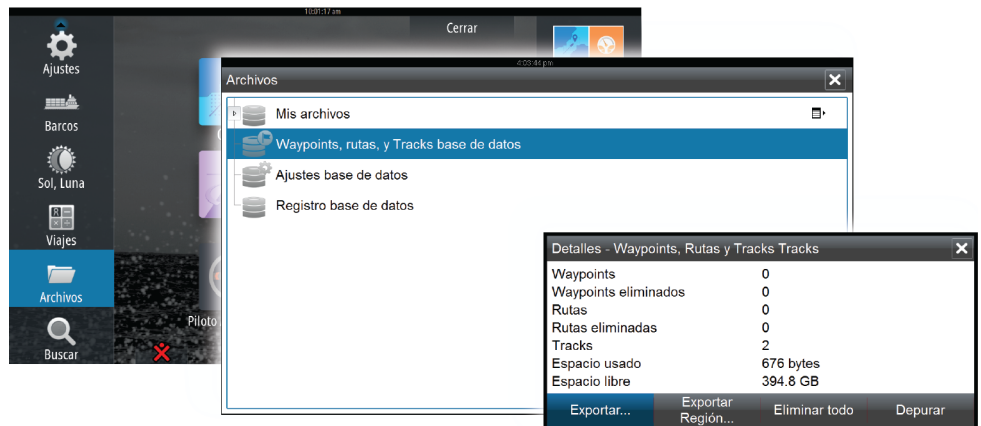 10:01:17 am
Cerrar
Ajustes
Barcos
Sol, Luna
Viajes
Archivos
Buscar
Piloto
4:03:44 pm
Archivos
Mis archivos
Waypoints, rutas, y Tracks base de datos
Ajustes base de datos
Registro base de datos
Detalles - Waypoints, Rutas y Tracks Tracks
Waypoints 0
Waypoints eliminados 0
Rutas 0
Rutas eliminadas 0
Tracks 2
Espacio usado 676 bytes
Espacio libre 394.8 GB
Exportar...
Exportar
Región...
Eliminar todo
Depurar